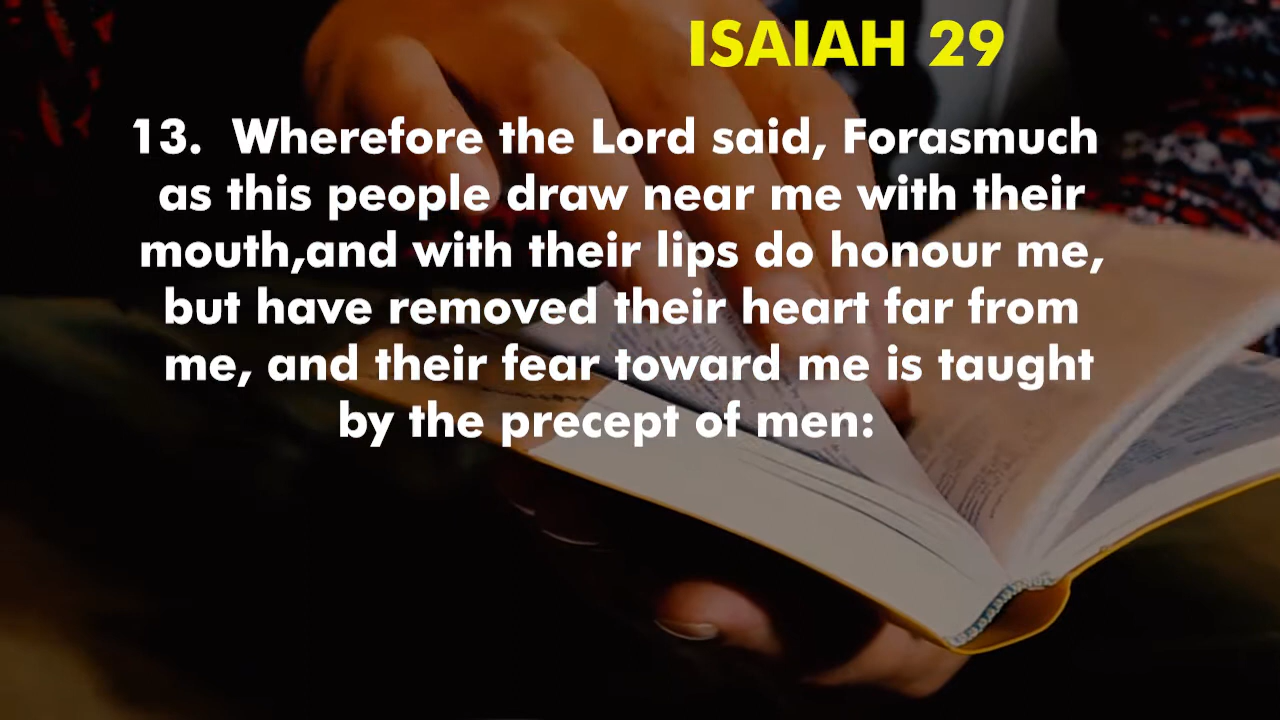 ISAIAH 29
13. Wherefore the Lord said, Forasmuch
as this people draw near me with their
mouth,and with their lips do honour me,
but have removed their heart far from
me, and their fear toward me is taught
by the precept of men: